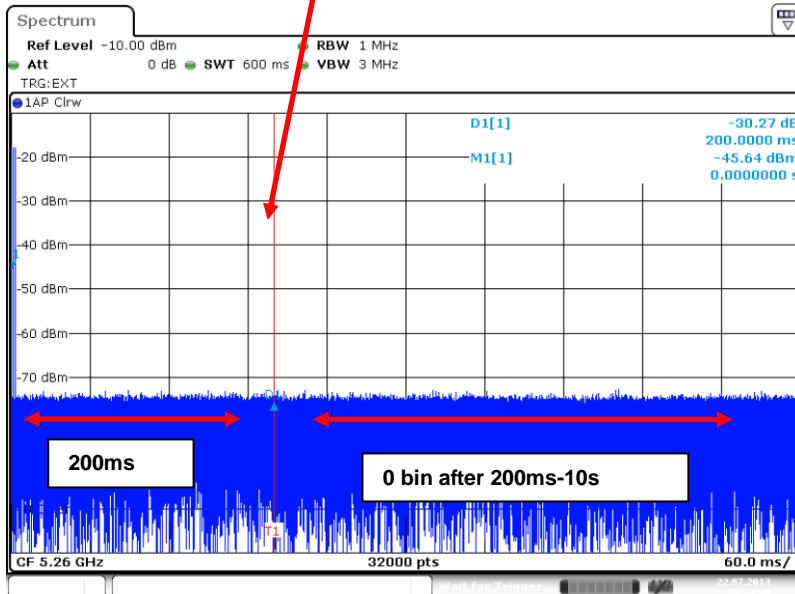 Spectrum
Ref Level -10.00 dBm RBW 1 MHz
Att 0 dB SWT 600 ms VBW 3 MHz
TRG:EXT
1AP Clrw
D1[1] -30.27 dB
200.0000 ms
M1[1] -45.64 dBm
0.0000000 s
-20 dBm
-30 dBm
-40 dBm
-50 dBm
-60 dBm
-70 dBm
200ms
0 bin after 200ms-10s
T1
CF 5.26 GHz 32000 pts 60.0 ms/
Wait for Trigger 22.07.2013